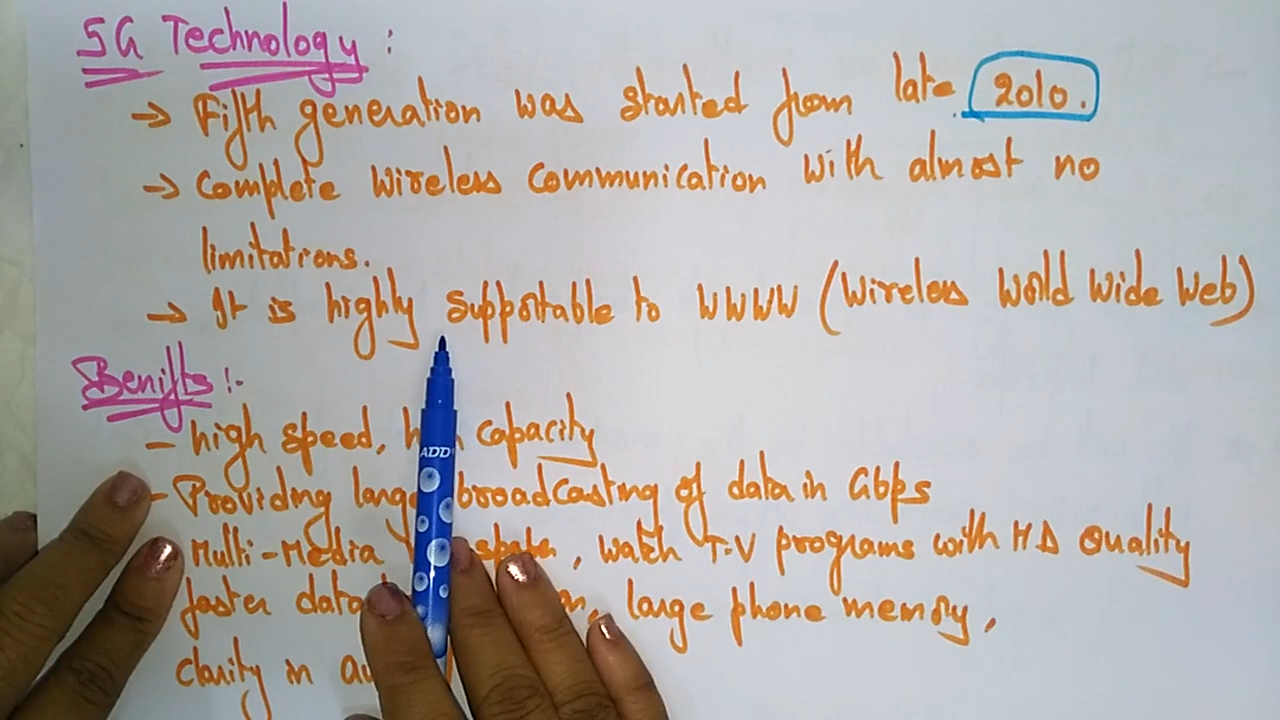 5G Technology :
→ Fifth generation was started from late 2010.
→ Complete wireless communication with almost no
limitations.
→ It is highly supportable to WWWW (Wireless World Wide Web)
Benifts :-
- high speed, capacity
- Providing large broadcasting of data in Gbps
Multi-Media , watch T.V programs with HD Quality
faster data , large phone memory,
clarity in
ADD